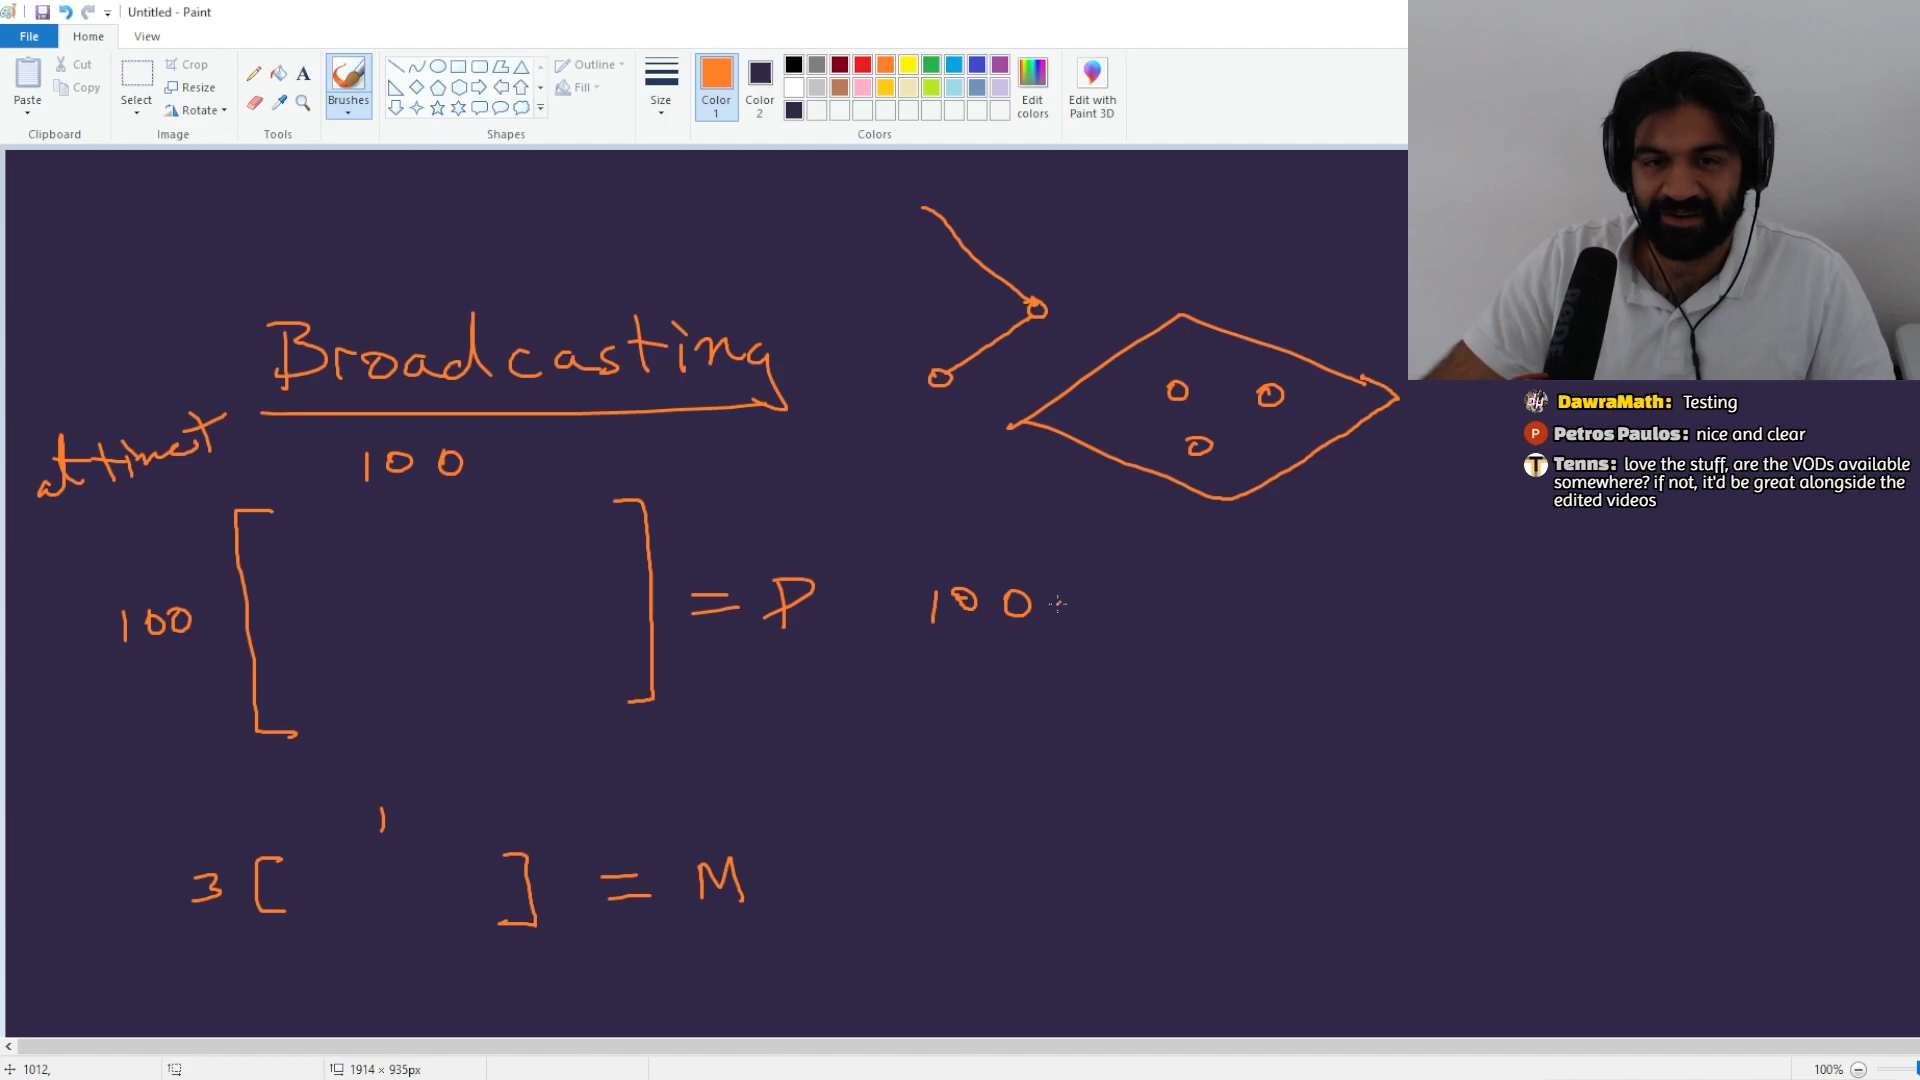 Untitled - Paint
File Home View
Paste
Cut
Copy
Clipboard
Select
Crop
Resize
Rotate
Image
A
Tools
Brushes
Outline
Fill
Shapes
Size
Color 1
Color 2
Edit colors
Colors
Edit with Paint 3D
Broadcasting
100
100
= P
100
1
3 [ ] = M
DawraMath: Testing
P Petros Paulos: nice and clear
T Tenns: love the stuff, are the VODs available
somewhere? if not, it'd be great alongside the
edited videos
RODE
1012,
1914 × 935px
100%